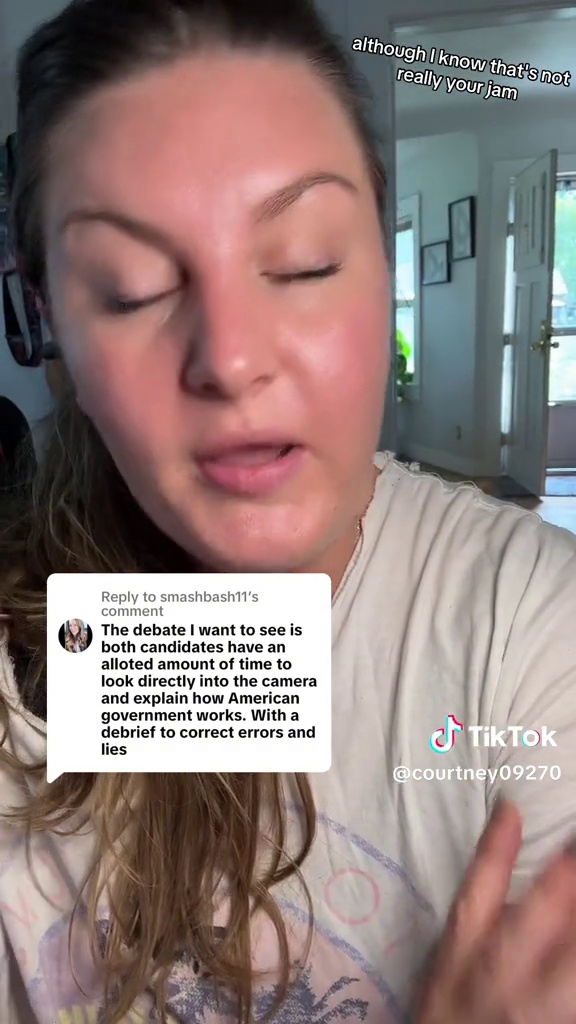 although I know that's not
really your jam
Reply to smashbash11's
comment
The debate I want to see is
both candidates have an
alloted amount of time to
look directly into the camera
and explain how American
government works. With a
debrief to correct errors and
lies
TikTok
@courtney09270